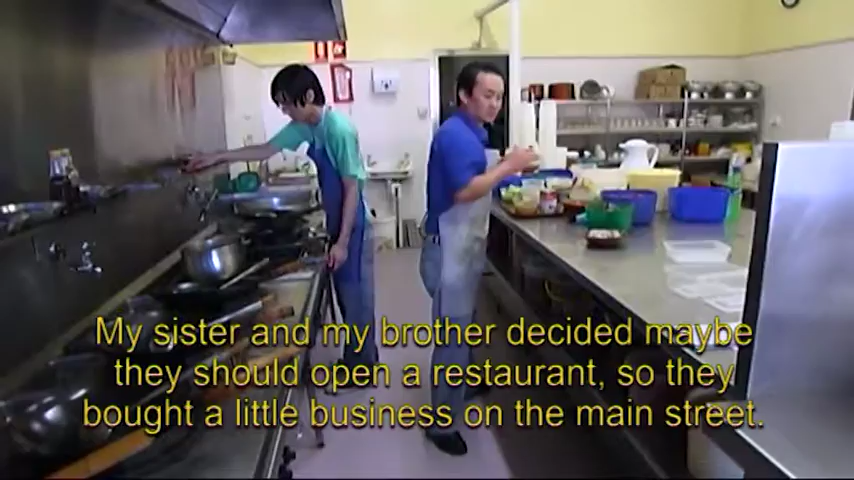 My sister and my brother decided maybe
they should open a restaurant, so they
bought a little business on the main street.